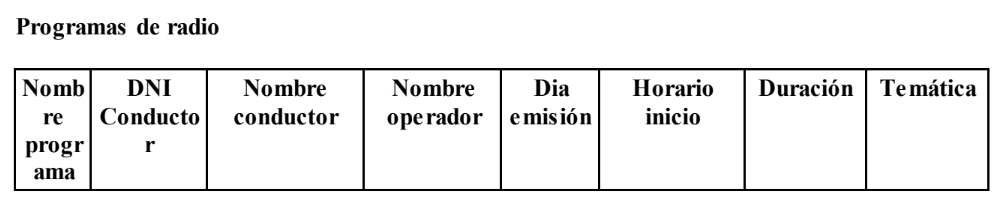 Programas de radio
Nomb DNI Nombre Nombre Dia Horario Duración Temática
re Conducto conductor operador emisión inicio
progr r
ama